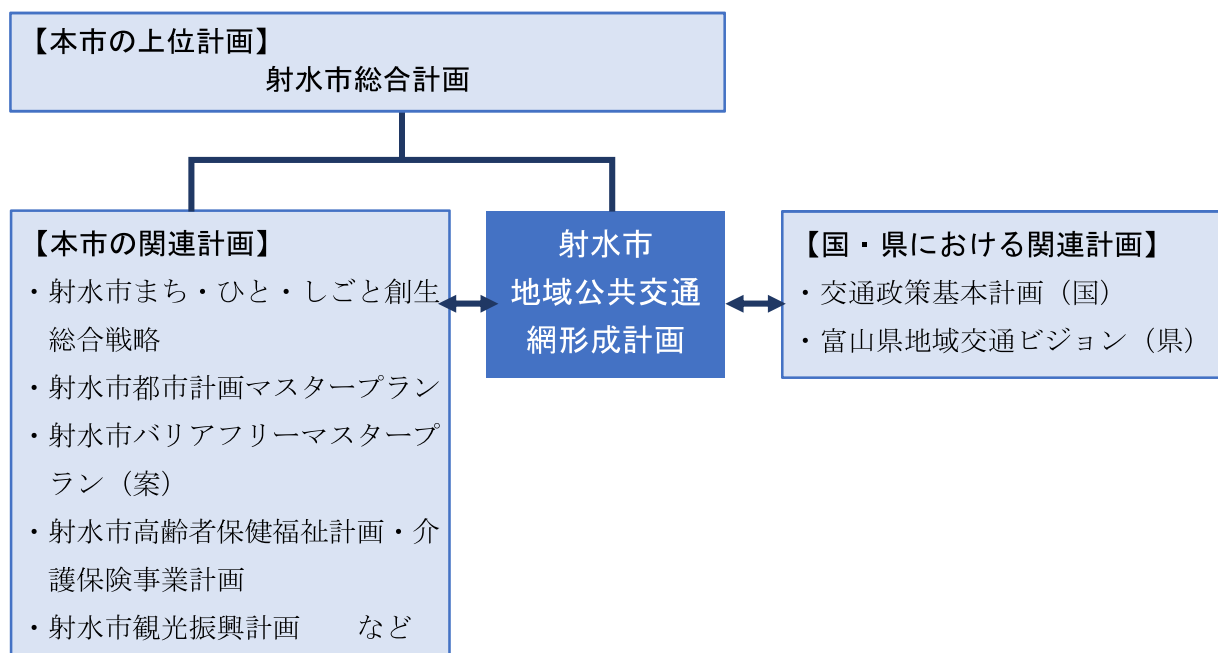 【本市の上位計画】
射水市総合計画
【本市の関連計画】
・射水市まち・ひと・しごと創生
総合戦略
・射水市都市計画マスタープラン
・射水市バリアフリーマスタープ
ラン（案）
・射水市高齢者保健福祉計画・介
護保険事業計画
・射水市観光振興計画　　など
射水市
地域公共交通
網形成計画
【国・県における関連計画】
・交通政策基本計画（国）
・富山県地域交通ビジョン（県）